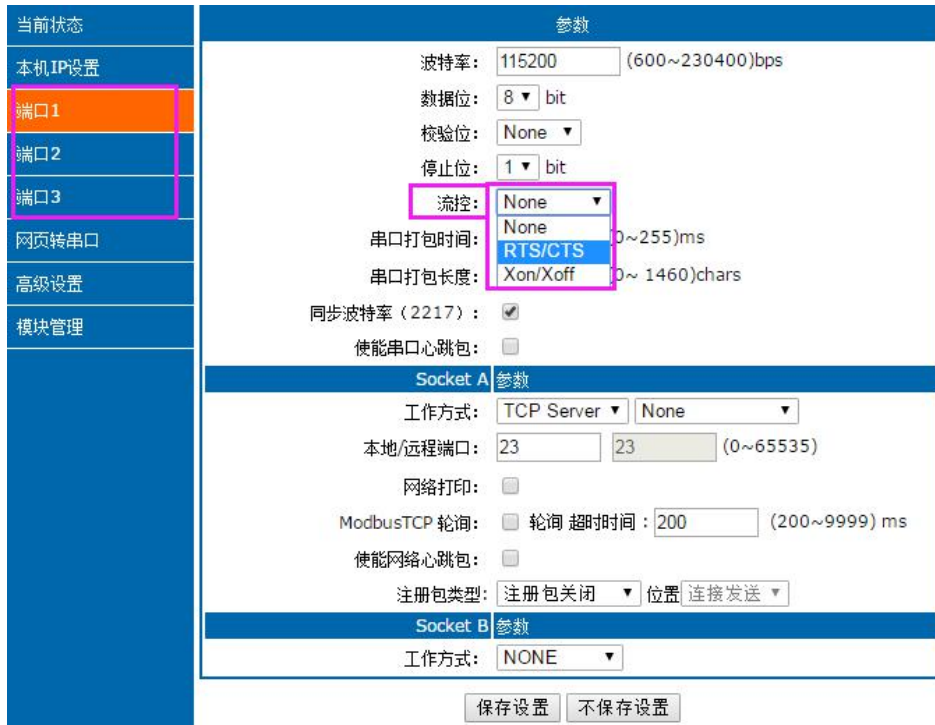 当前状态
本机IP设置
端口1
端口2
端口3
网页转串口
高级设置
模块管理
参数
波特率: 115200 (600~230400)bps
数据位: 8 bit
校验位: None
停止位: 1 bit
流控: None
None
RTS/CTS
Xon/Xoff
串口打包时间: 0~255)ms
串口打包长度: 0~ 1460)chars
同步波特率（2217）:
使能串口心跳包:
Socket A 参数
工作方式: TCP Server None
本地/远程端口: 23 23 (0~65535)
网络打印:
ModbusTCP 轮询: 轮询 超时时间：200 (200~9999) ms
使能网络心跳包:
注册包类型: 注册包关闭 位置 连接发送
Socket B 参数
工作方式: NONE
保存设置 不保存设置